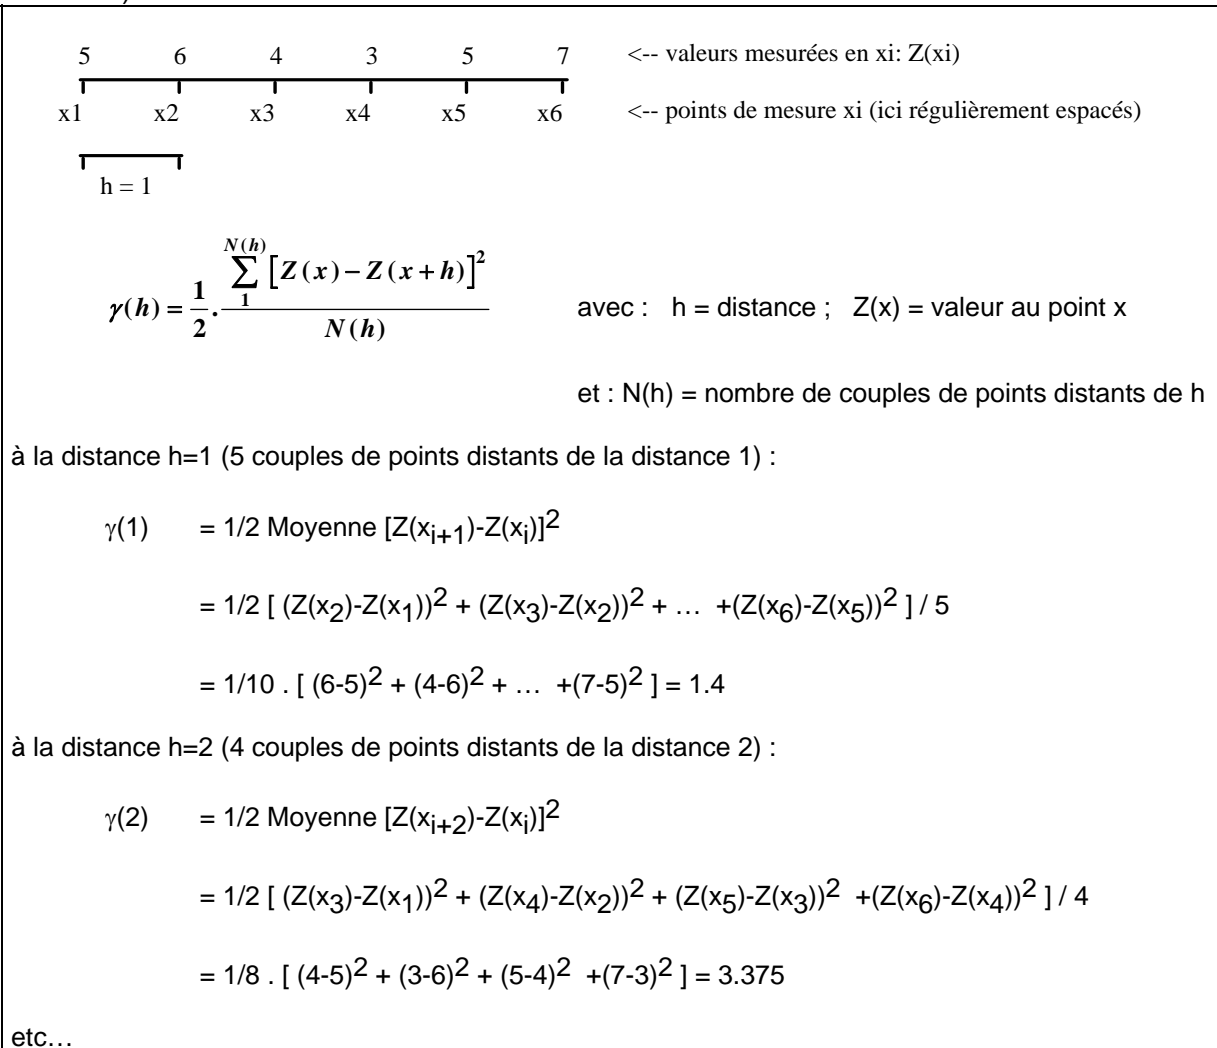 5 6 4 3 5 7 <-- valeurs mesurées en xi: Z(xi)
x1 x2 x3 x4 x5 x6 <-- points de mesure xi (ici régulièrement espacés)
h = 1
γ(h) = 1/2 . ∑_1^N(h) [Z(x) – Z(x + h)]² / N(h) avec : h = distance ; Z(x) = valeur au point x
et : N(h) = nombre de couples de points distants de h
à la distance h=1 (5 couples de points distants de la distance 1) :
γ(1) = 1/2 Moyenne [Z(x_{i+1})-Z(x_i)]²
= 1/2 [ (Z(x₂)-Z(x₁))² + (Z(x₃)-Z(x₂))² + … +(Z(x₆)-Z(x₅))² ] / 5
= 1/10 . [ (6-5)² + (4-6)² + … +(7-5)² ] = 1.4
à la distance h=2 (4 couples de points distants de la distance 2) :
γ(2) = 1/2 Moyenne [Z(x_{i+2})-Z(x_i)]²
= 1/2 [ (Z(x₃)-Z(x₁))² + (Z(x₄)-Z(x₂))² + (Z(x₅)-Z(x₃))² +(Z(x₆)-Z(x₄))² ] / 4
= 1/8 . [ (4-5)² + (3-6)² + (5-4)² +(7-3)² ] = 3.375
etc…